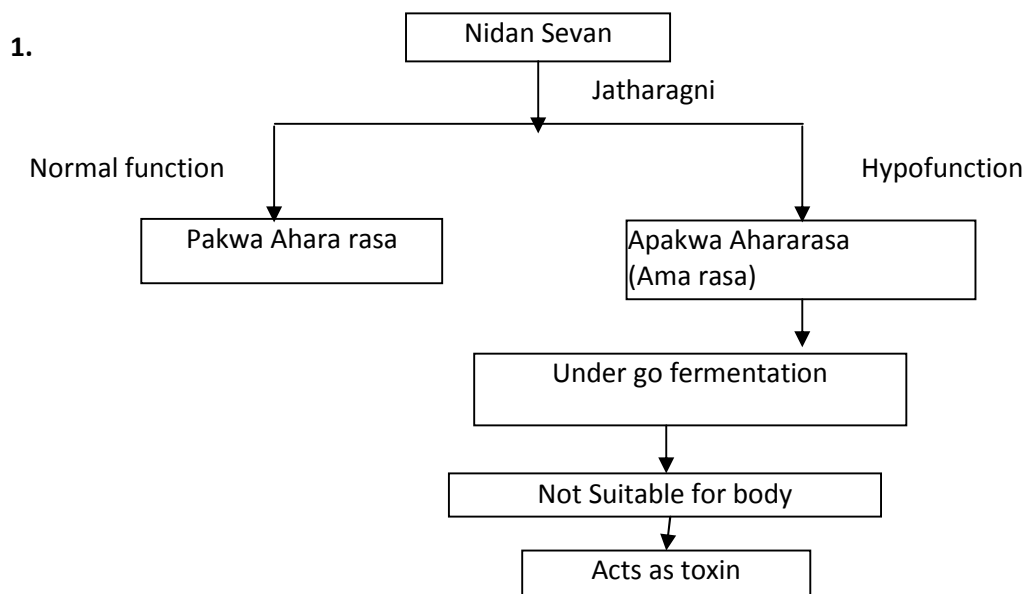 1.
Nidan Sevan
Jatharagni
Normal function
Hypofunction
Pakwa Ahara rasa
Apakwa Ahararasa
(Ama rasa)
Under go fermentation
Not Suitable for body
Acts as toxin